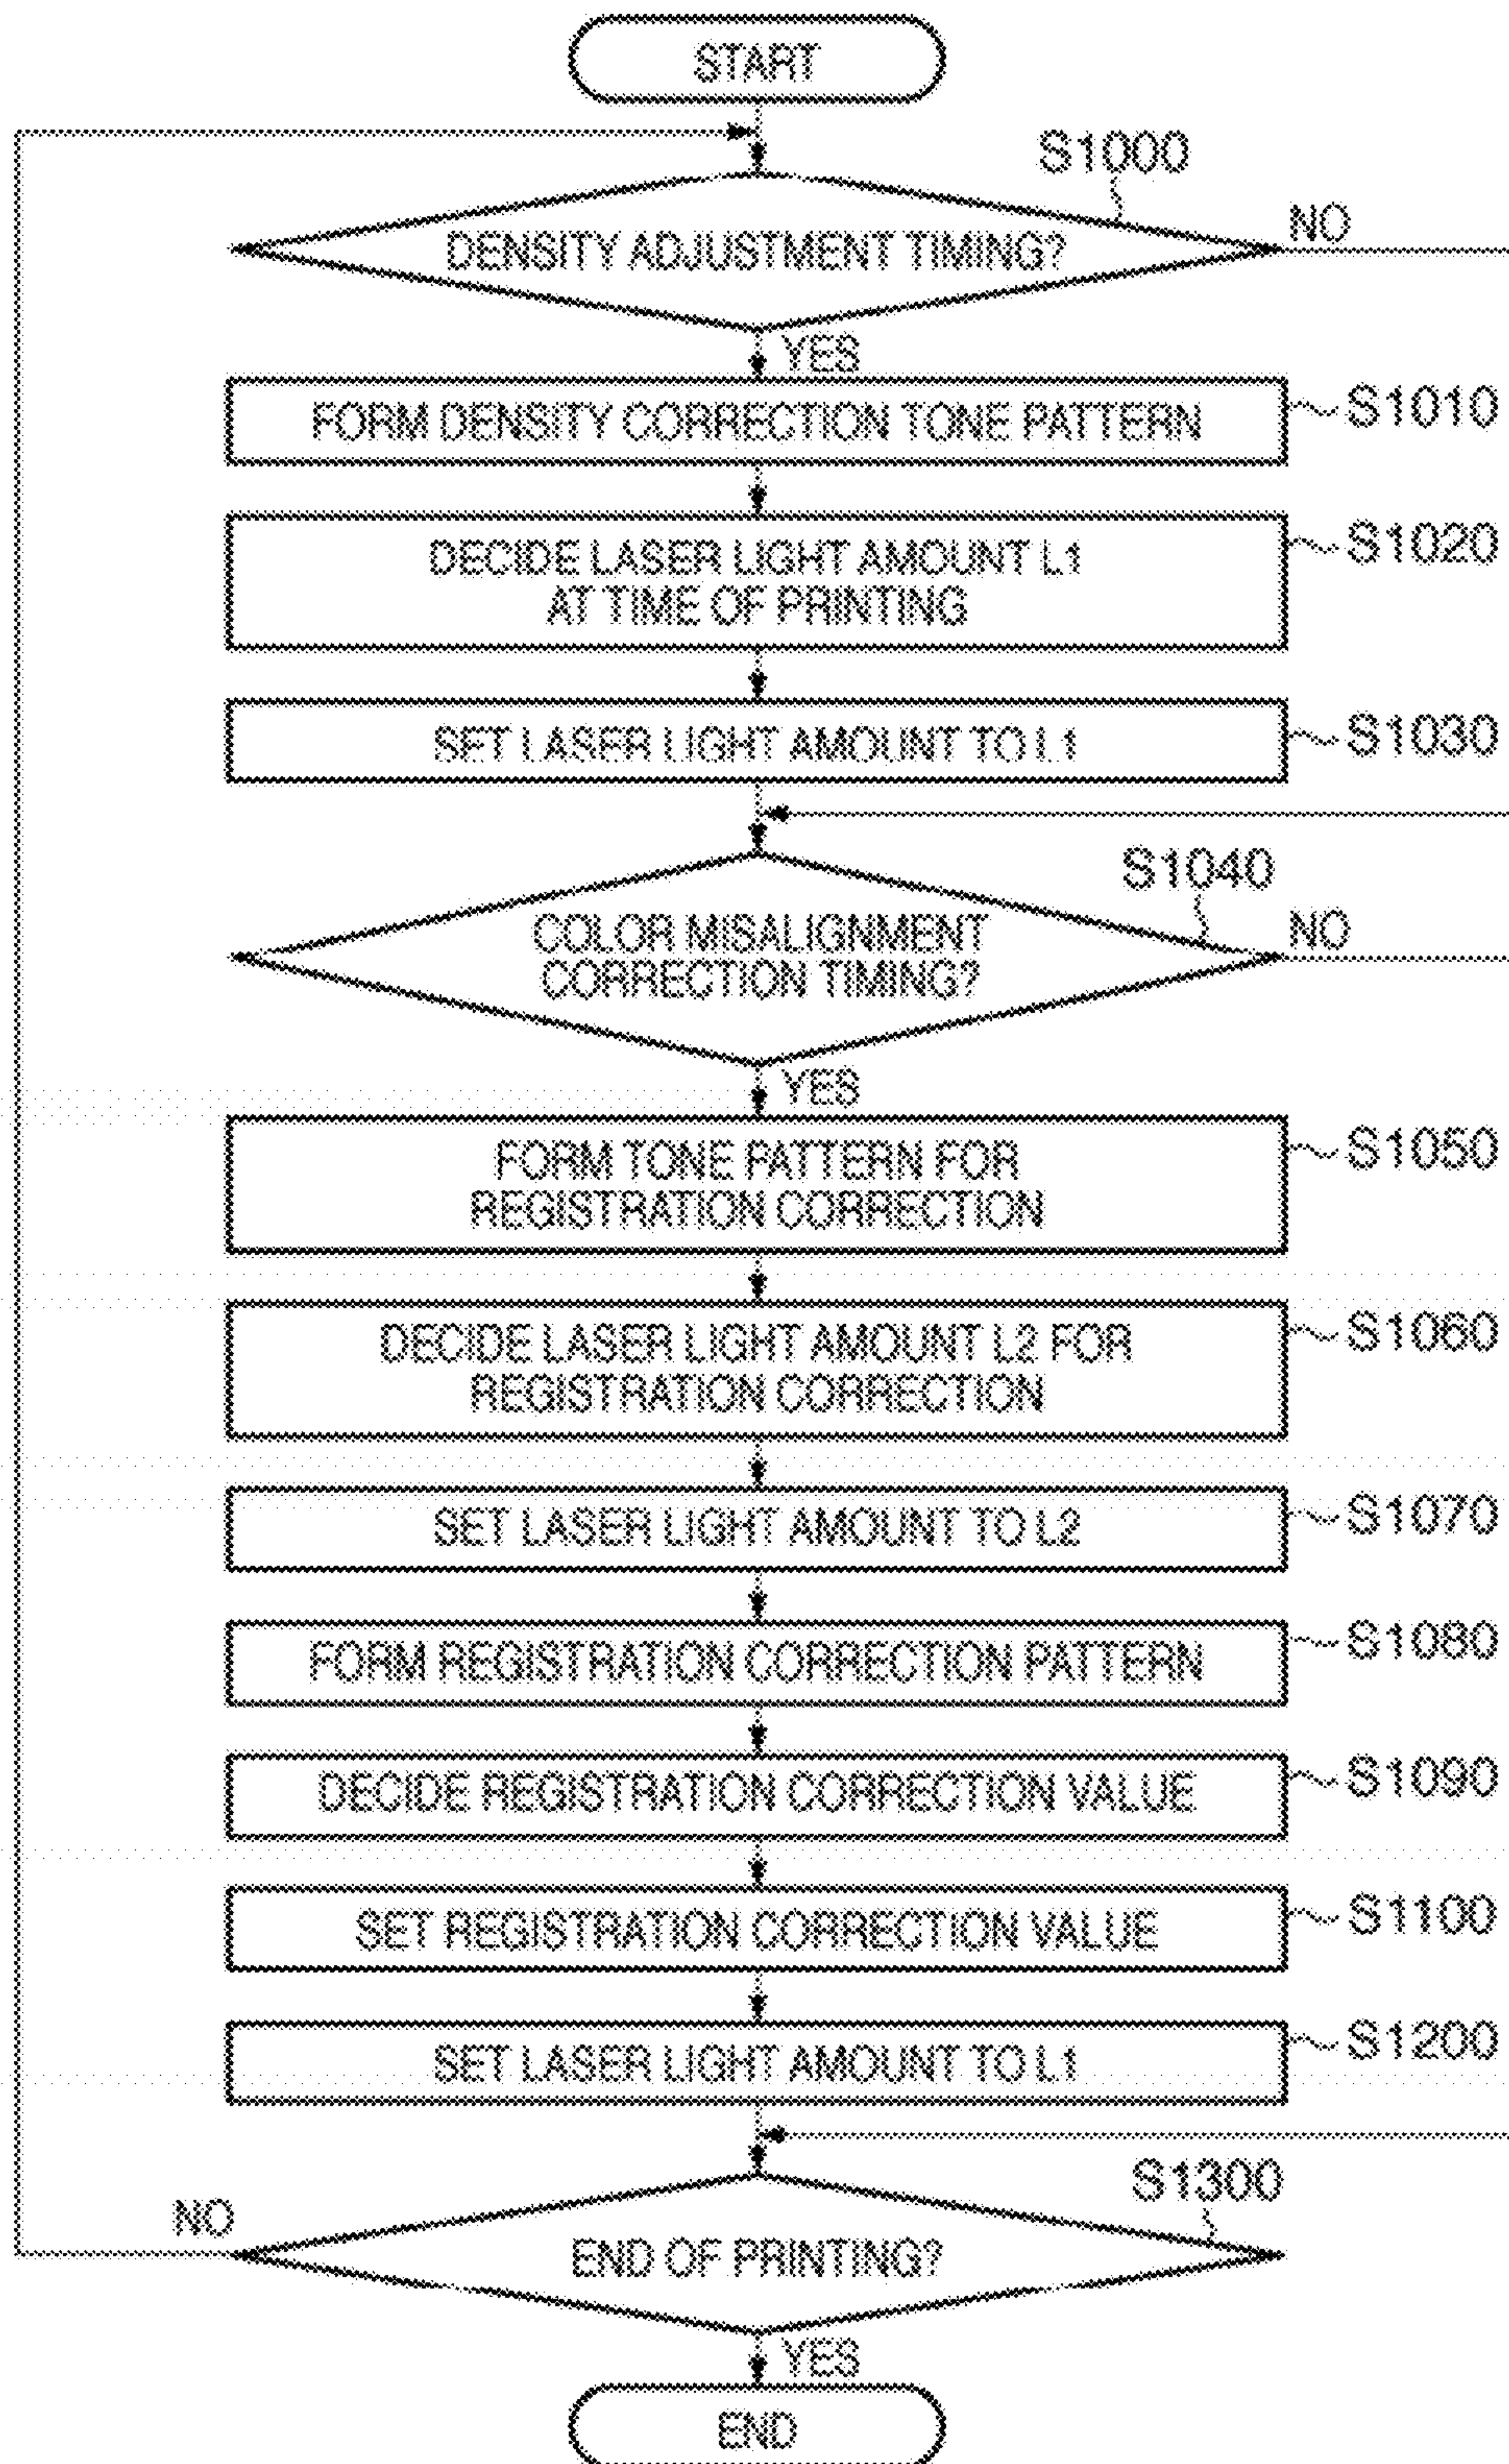 START
S1000
DENSITY ADJUSTMENT TIMING?
NO
YES
FORM DENSITY CORRECTION TONE PATTERN
S1010
DECIDE LASER LIGHT AMOUNT L1
AT TIME OF PRINTING
S1020
SET LASER LIGHT AMOUNT TO L1
S1030
S1040
COLOR MISALIGNMENT
CORRECTION TIMING?
NO
YES
FORM TONE PATTERN FOR
REGISTRATION CORRECTION
S1050
DECIDE LASER LIGHT AMOUNT L2 FOR
REGISTRATION CORRECTION
S1060
SET LASER LIGHT AMOUNT TO L2
S1070
FORM REGISTRATION CORRECTION PATTERN
S1080
DECIDE REGISTRATION CORRECTION VALUE
S1090
SET REGISTRATION CORRECTION VALUE
S1100
SET LASER LIGHT AMOUNT TO L1
S1200
S1300
NO
END OF PRINTING?
YES
END